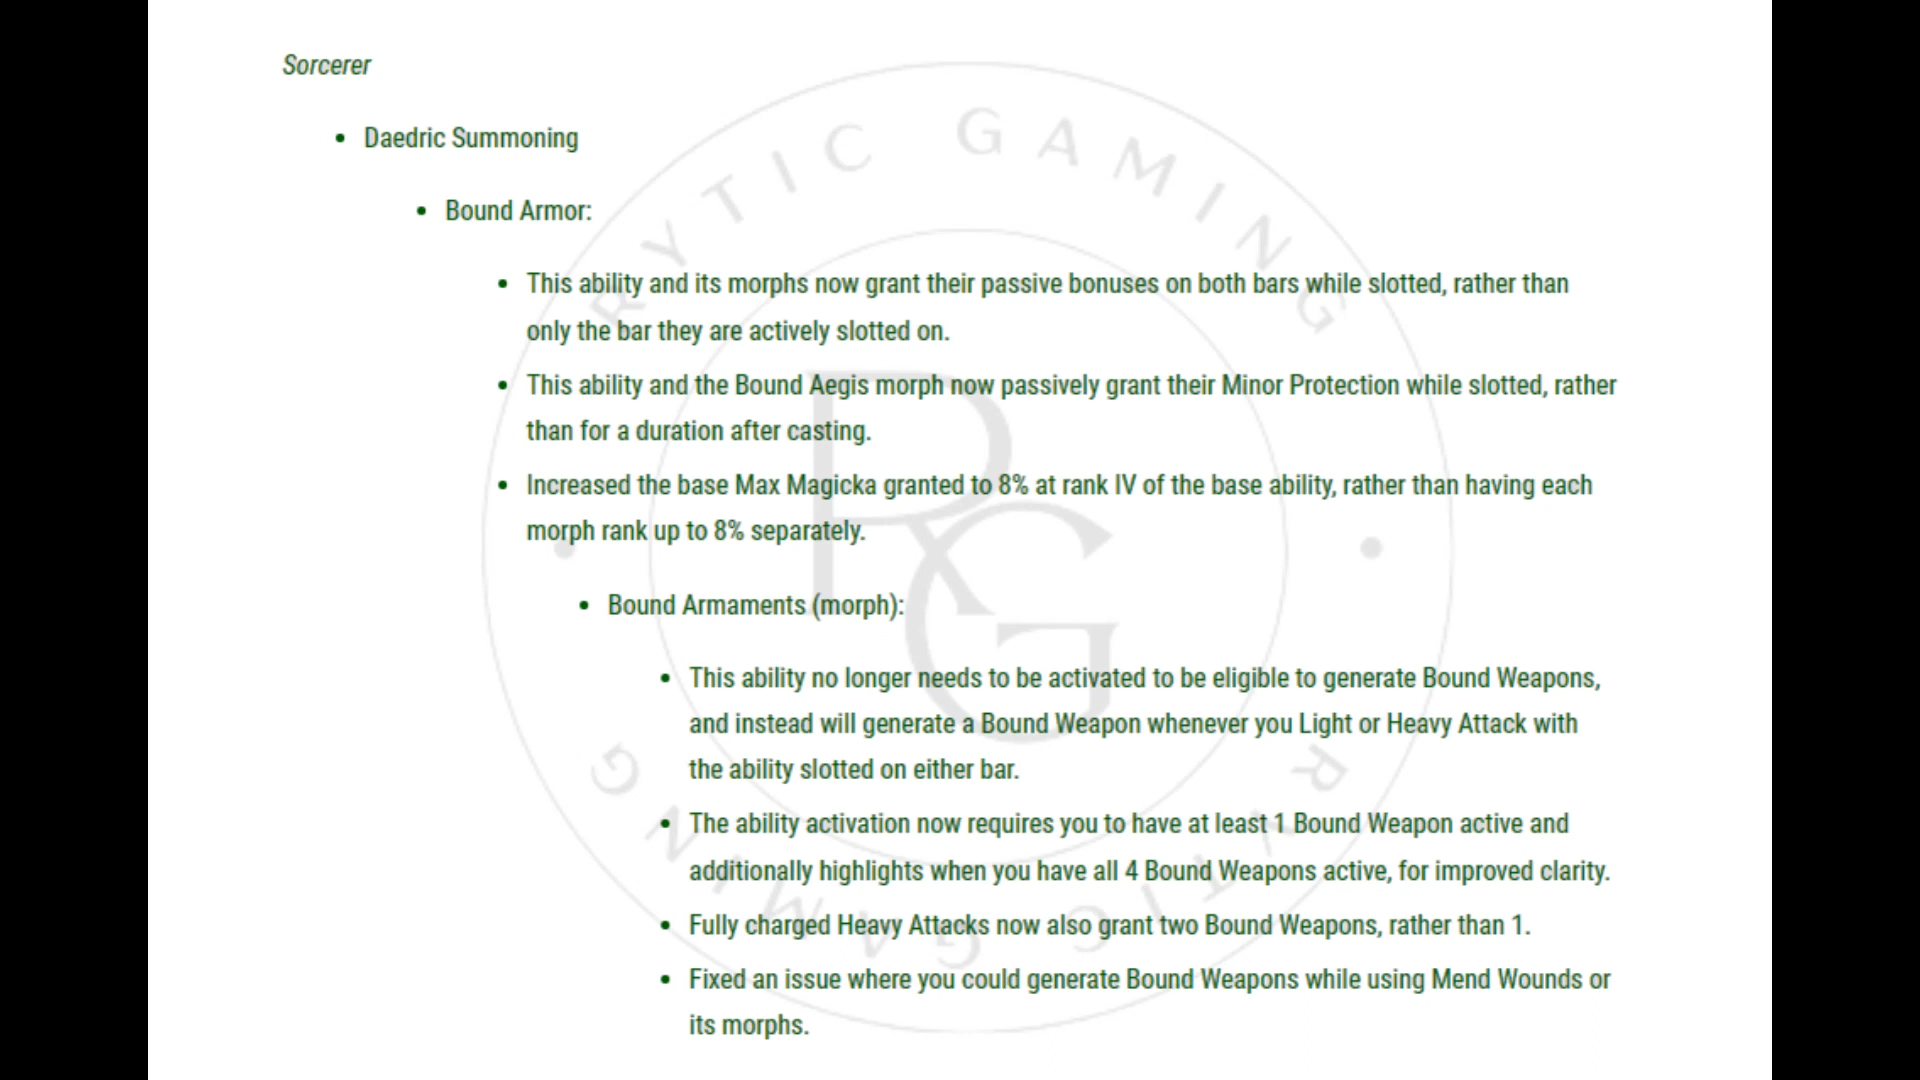 Sorcerer
Daedric Summoning
Bound Armor:
This ability and its morphs now grant their passive bonuses on both bars while slotted, rather than
only the bar they are actively slotted on.
This ability and the Bound Aegis morph now passively grant their Minor Protection while slotted, rather
than for a duration after casting.
Increased the base Max Magicka granted to 8% at rank IV of the base ability, rather than having each
morph rank up to 8% separately.
Bound Armaments (morph):
This ability no longer needs to be activated to be eligible to generate Bound Weapons,
and instead will generate a Bound Weapon whenever you Light or Heavy Attack with
the ability slotted on either bar.
The ability activation now requires you to have at least 1 Bound Weapon active and
additionally highlights when you have all 4 Bound Weapons active, for improved clarity.
Fully charged Heavy Attacks now also grant two Bound Weapons, rather than 1.
Fixed an issue where you could generate Bound Weapons while using Mend Wounds or
its morphs.
RYTIC GAMING
RG
RYTIC GAMING